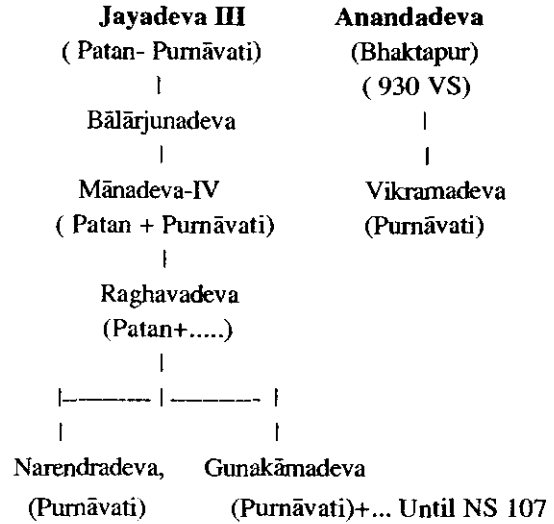 Jayadeva III Anandadeva
( Patan- Purnāvati) (Bhaktapur)
( 930 VS)
Bālārjunadeva
Mānadeva-IV Vikramadeva
( Patan + Purnāvati) (Purnāvati)
Raghavadeva
(Patan+.....)
Narendradeva, Gunakāmadeva
(Purnāvati) (Purnāvati)+... Until NS 107